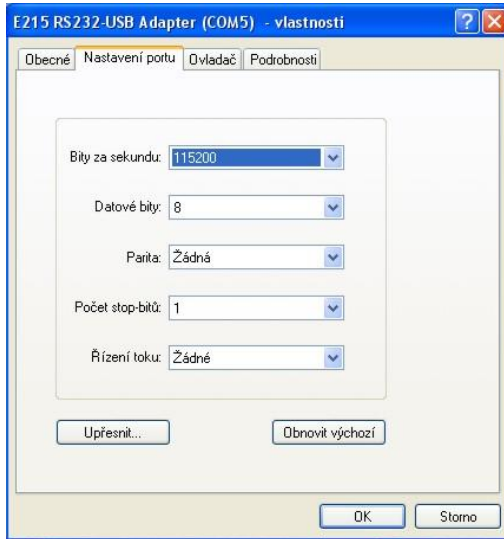 E215 RS232-USB Adapter (COM5) - vlastnosti
Obecné Nastavení portu Ovladač Podrobnosti
Bity za sekundu: 115200
Datové bity: 8
Parita: Žádná
Počet stop-bitů: 1
Řízení toku: Žádné
Upřesnit... Obnovit výchozí
OK Storno